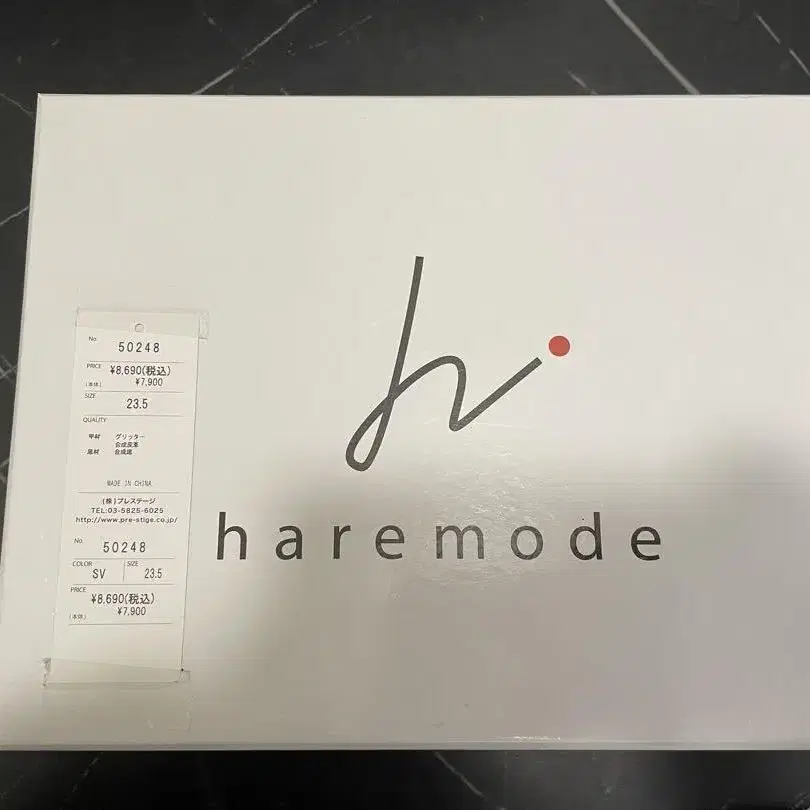 No.
50248
PRICE ¥8,690(税込)
(本体) ¥7,900
SIZE
23.5
QUALITY
甲材 グリッター
合成皮革
底材 合成底
MADE IN CHINA
(株)プレステージ
TEL:03-5825-6025
http://www.pre-stige.co.jp/
No.
50248
COLOR SIZE
SV 23.5
PRICE
¥8,690(税込)
(本体) ¥7,900
h
haremode